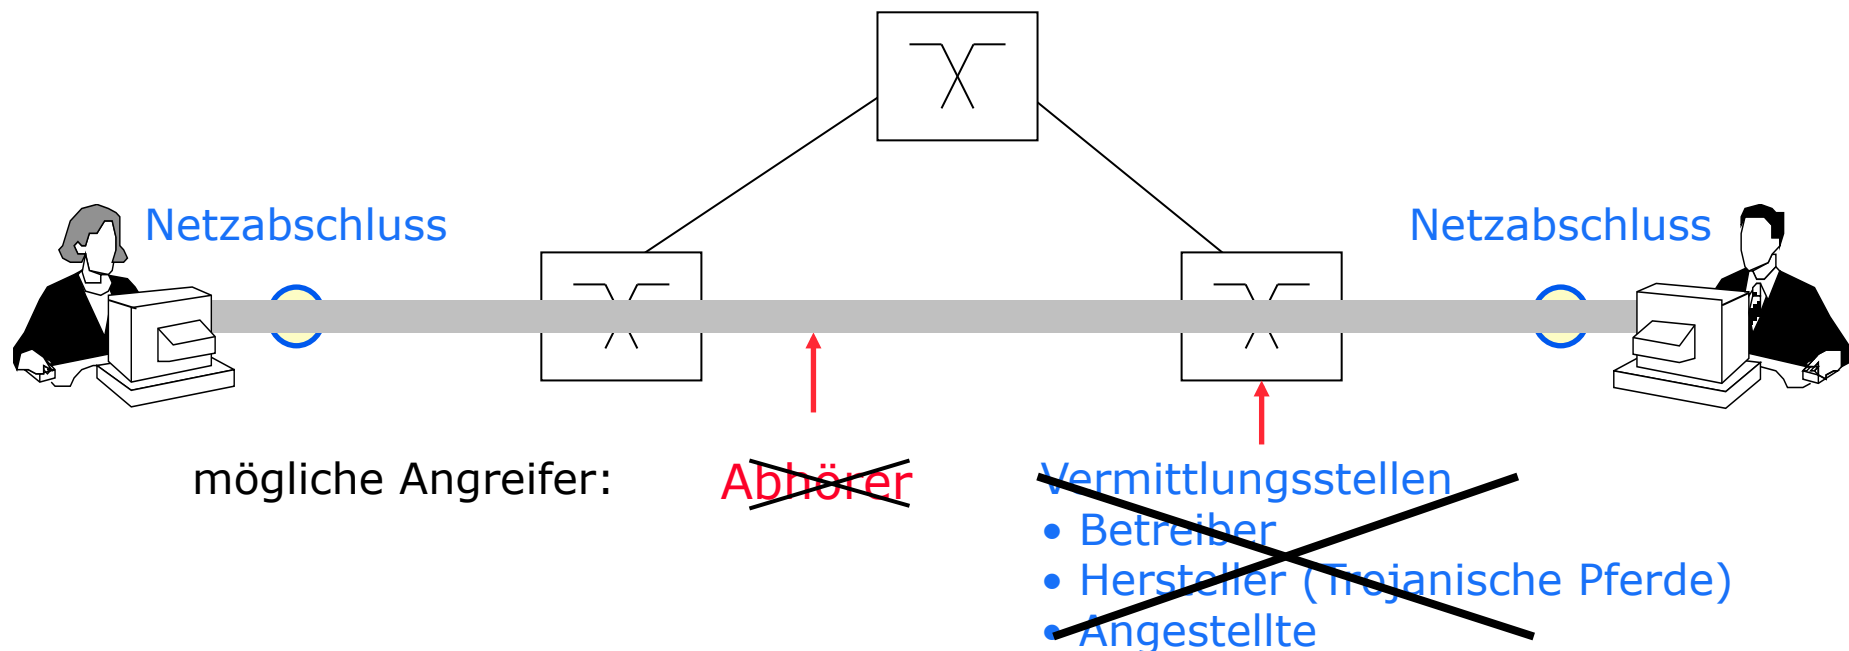 Netzabschluss
Netzabschluss
mögliche Angreifer:
Abhörer
Vermittlungsstellen
• Betreiber
• Hersteller (Trojanische Pferde)
• Angestellte